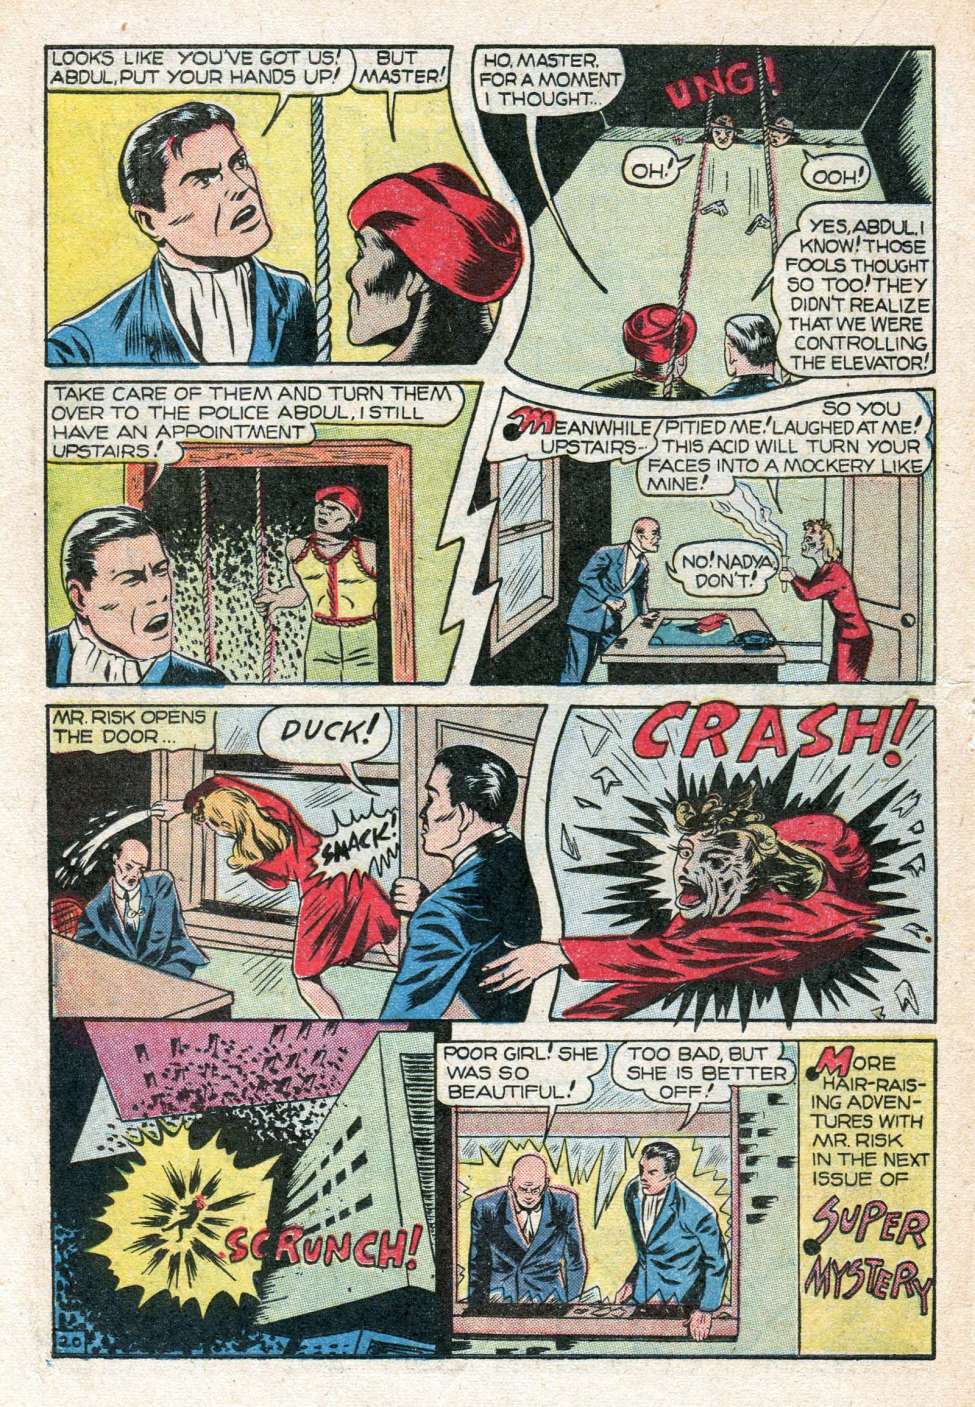 LOOKS LIKE YOU'VE GOT US!
ABDUL, PUT YOUR HANDS UP!
BUT
MASTER!
HO, MASTER,
FOR A MOMENT
I THOUGHT...
UNG!
OH!
OOH!
YES, ABDUL, I
KNOW! THOSE
FOOLS THOUGHT
SO TOO! THEY
DIDN'T REALIZE
THAT WE WERE
CONTROLLING
THE ELEVATOR!
TAKE CARE OF THEM AND TURN THEM
OVER TO THE POLICE ABDUL, I STILL
HAVE AN APPOINTMENT
UPSTAIRS!
MEANWHILE
UPSTAIRS--
SO YOU
PITIED ME! LAUGHED AT ME!
THIS ACID WILL TURN YOUR
FACES INTO A MOCKERY LIKE
MINE!
NO! NADYA,
DON'T!
MR. RISK OPENS
THE DOOR...
DUCK!
SMACK!
CRASH!
SCRUNCH!
20
POOR GIRL! SHE
WAS SO
BEAUTIFUL!
TOO BAD, BUT
SHE IS BETTER
OFF!
MORE
HAIR-RAIS-
ING ADVEN-
TURES WITH
MR. RISK
IN THE NEXT
ISSUE OF
SUPER
MYSTERY